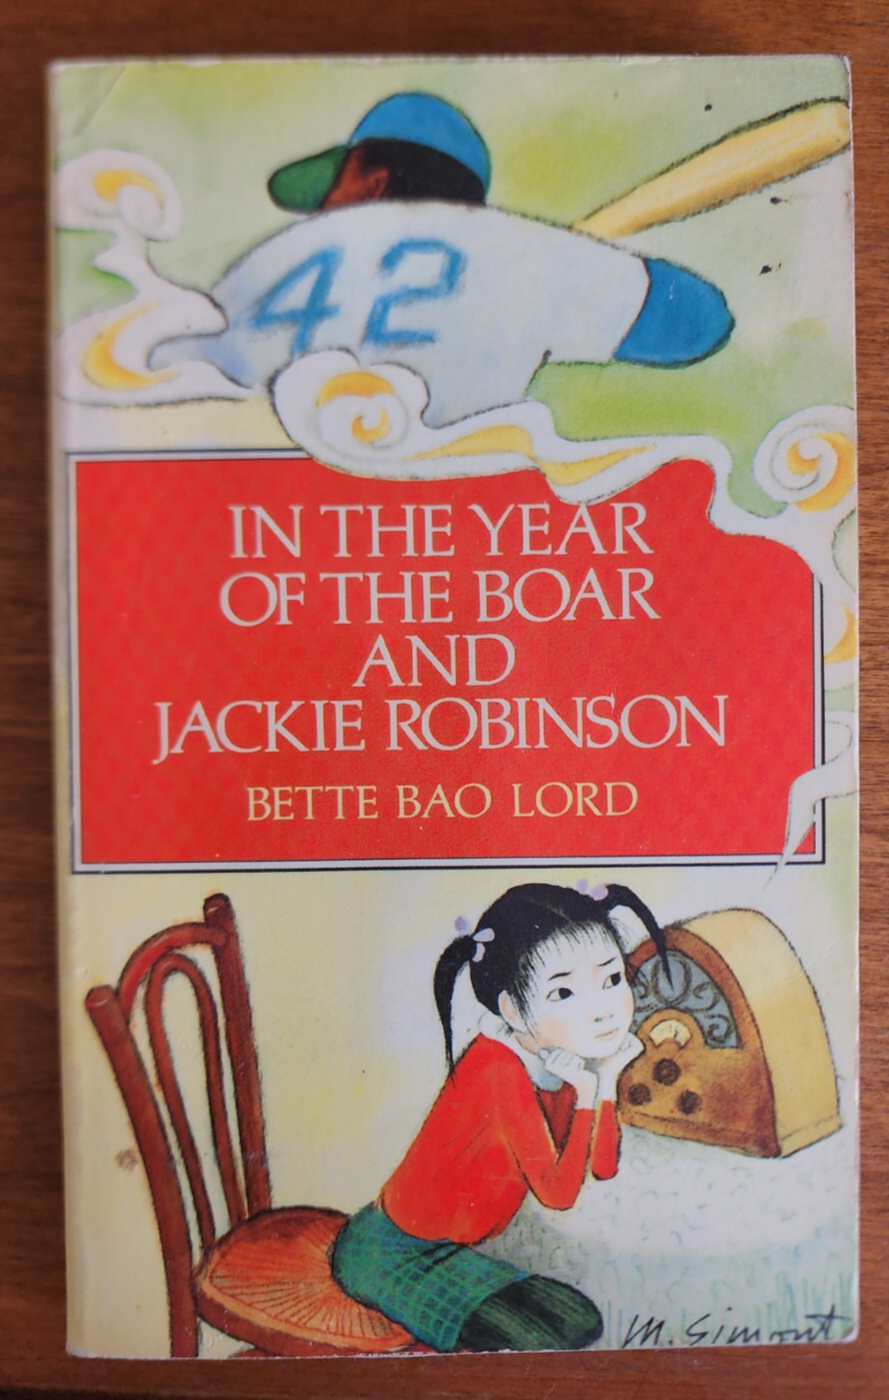 42
IN THE YEAR
OF THE BOAR
AND
JACKIE ROBINSON
BETTE BAO LORD
M. Simont